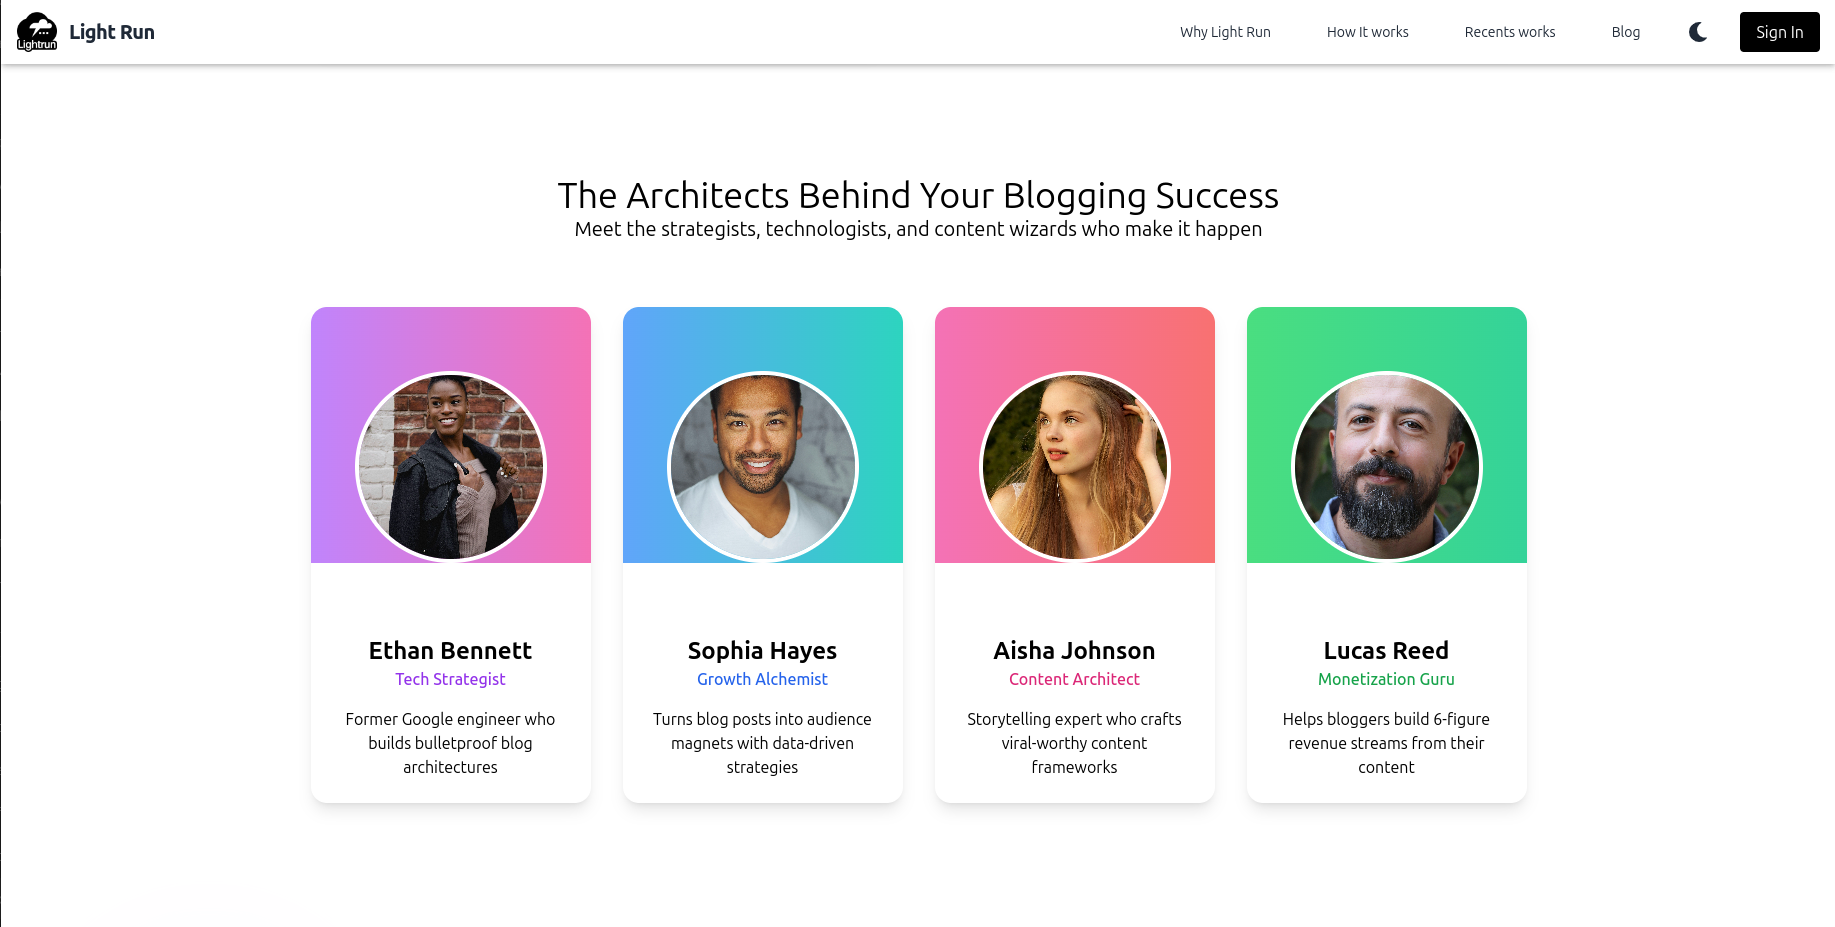 Lightrun
Light Run
Why Light Run
How It works
Recents works
Blog
Sign In
The Architects Behind Your Blogging Success
Meet the strategists, technologists, and content wizards who make it happen
Ethan Bennett
Tech Strategist
Former Google engineer who
builds bulletproof blog
architectures
Sophia Hayes
Growth Alchemist
Turns blog posts into audience
magnets with data-driven
strategies
Aisha Johnson
Content Architect
Storytelling expert who crafts
viral-worthy content
frameworks
Lucas Reed
Monetization Guru
Helps bloggers build 6-figure
revenue streams from their
content